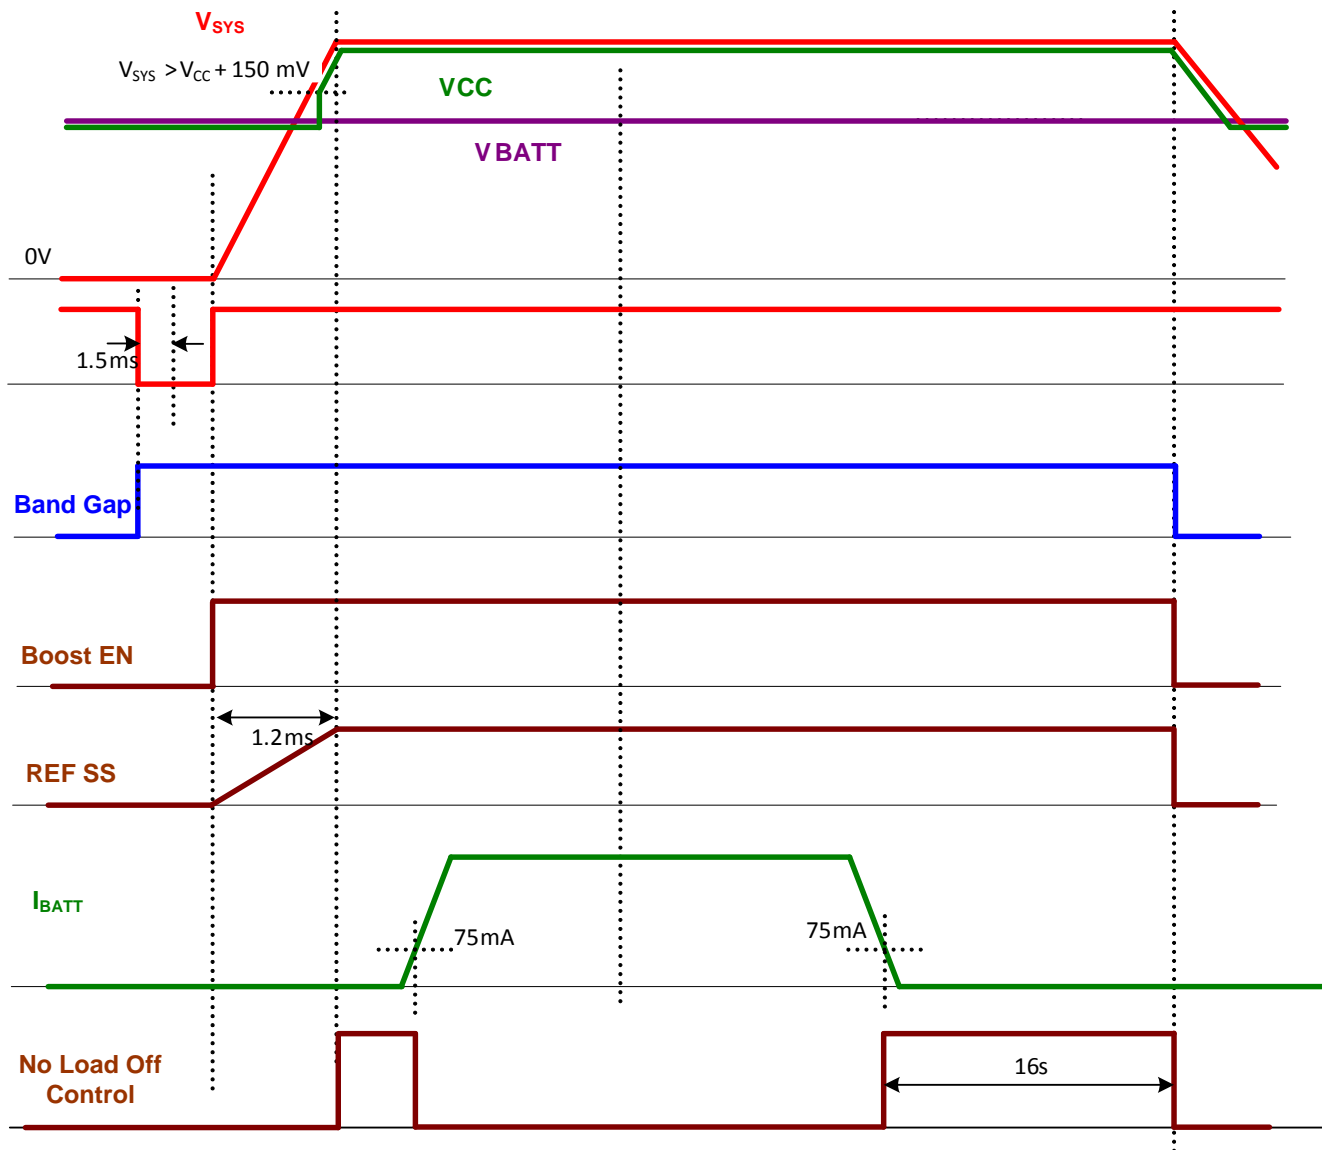 VSYS
VSYS >VCC + 150 mV
VCC
VBATT
0V
1.5ms
Band Gap
Boost EN
1.2ms
REF SS
IBATT
75mA
75mA
No Load Off
Control
16s